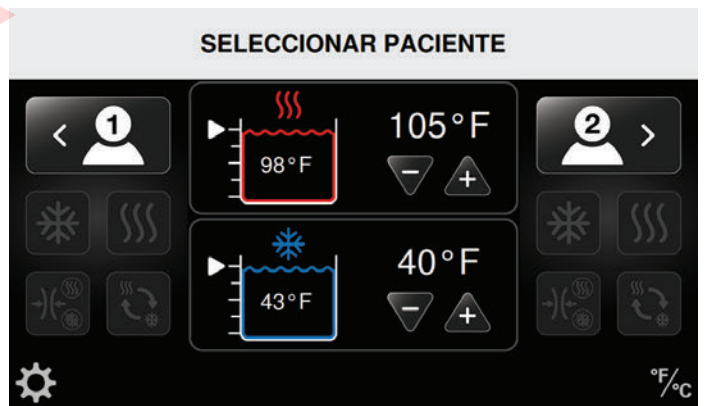 SELECCIONAR PACIENTE
1
98°F
105°F
2
43°F
40°F
°F/°C